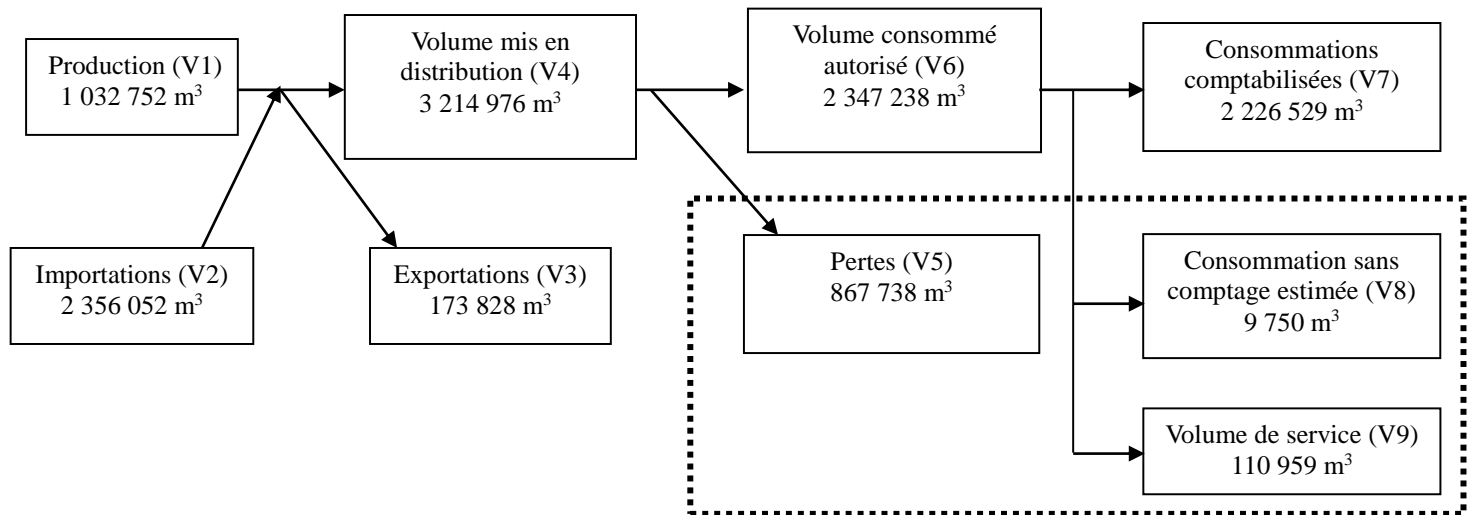 Production (V1)
1 032 752 m³
Volume mis en
distribution (V4)
3 214 976 m³
Volume consommé
autorisé (V6)
2 347 238 m³
Consommations
comptabilisées (V7)
2 226 529 m³
Importations (V2)
2 356 052 m³
Exportations (V3)
173 828 m³
Pertes (V5)
867 738 m³
Consommation sans
comptage estimée (V8)
9 750 m³
Volume de service (V9)
110 959 m³